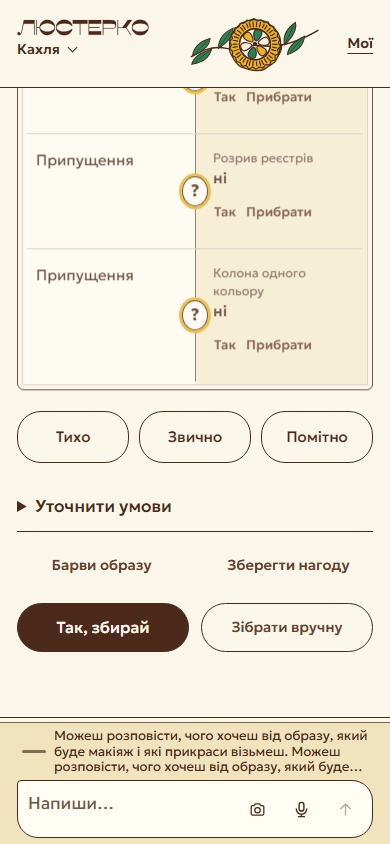 ЛЮСТЕРКО
Кахля
Мої
Так Прибрати
Припущення
Розрив реєстрів
ні
?
Так Прибрати
Припущення
Колона одного
кольору
ні
?
Так Прибрати
Тихо
Звично
Помітно
Уточнити умови
Барви образу
Зберегти нагоду
Так, збирай
Зібрати вручну
Можеш розповісти, чого хочеш від образу, який
буде макіяж і які прикраси візьмеш. Можеш
розповісти, чого хочеш від образу, який буде…
Напиши…